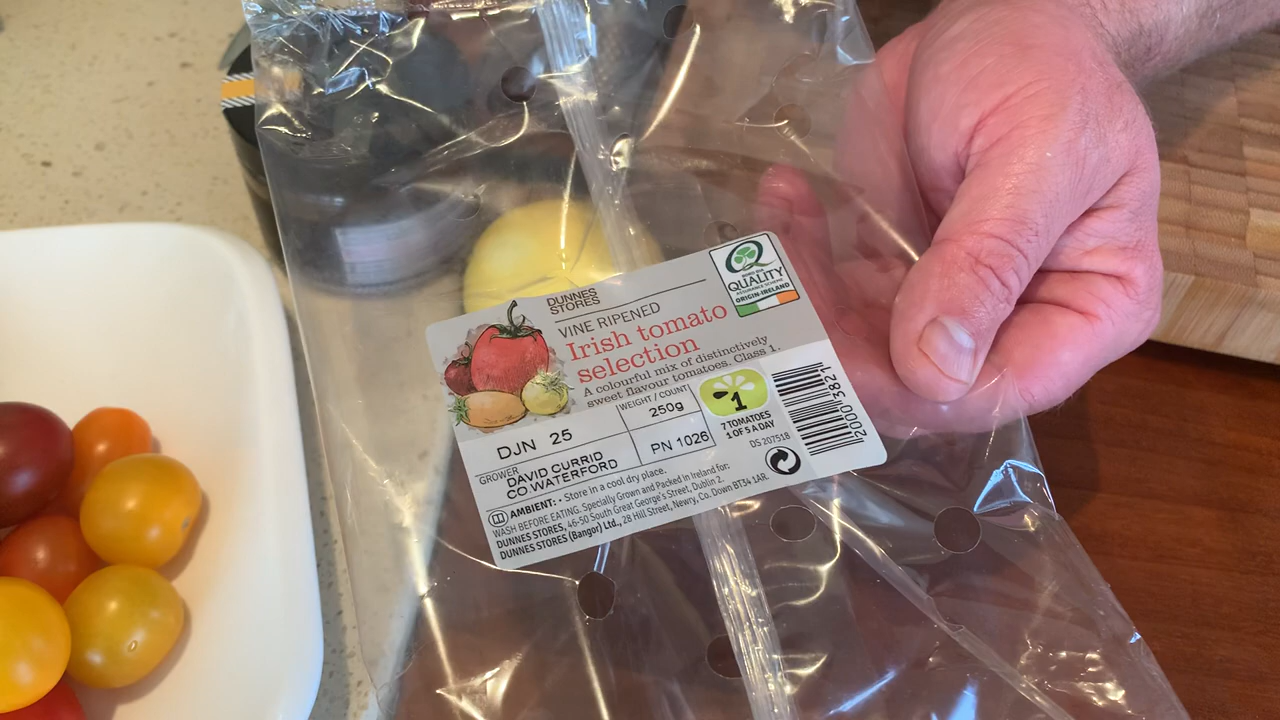 DUNNES
STORES
VINE RIPENED
Irish tomato
selection
A colourful mix of distinctively
sweet flavour tomatoes. Class 1.
QUALITY
ASSURANCE SCHEME
ORIGIN-IRELAND
WEIGHT / COUNT
250g
1
7 TOMATOES
1 OF 5 A DAY
DJN 25
PN 1026
DS 207518
2000 3821
GROWER
DAVID CURRID
CO.WATERFORD
AMBIENT: • Store in a cool dry place.
WASH BEFORE EATING. Specially Grown and Packed in Ireland for:
DUNNES STORES, 46-50 South Great George's Street, Dublin 2.
DUNNES STORES (Bangor) Ltd., 28 Hill Street, Newry, Co. Down BT34 1AR.